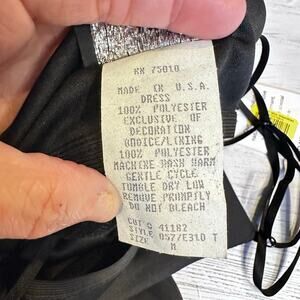 RN 75010
MADE IN U.S.A.
DRESS
100% POLYESTER
EXCLUSIVE OF
DECORATION
BODICE/LINING
100% POLYESTER
MACHINE WASH WARM
GENTLE CYCLE
TUMBLE DRY LOW
REMOVE PROMPTLY
DO NOT BLEACH
CUT# 41182
STYLE 057/E310 T
SIZE M